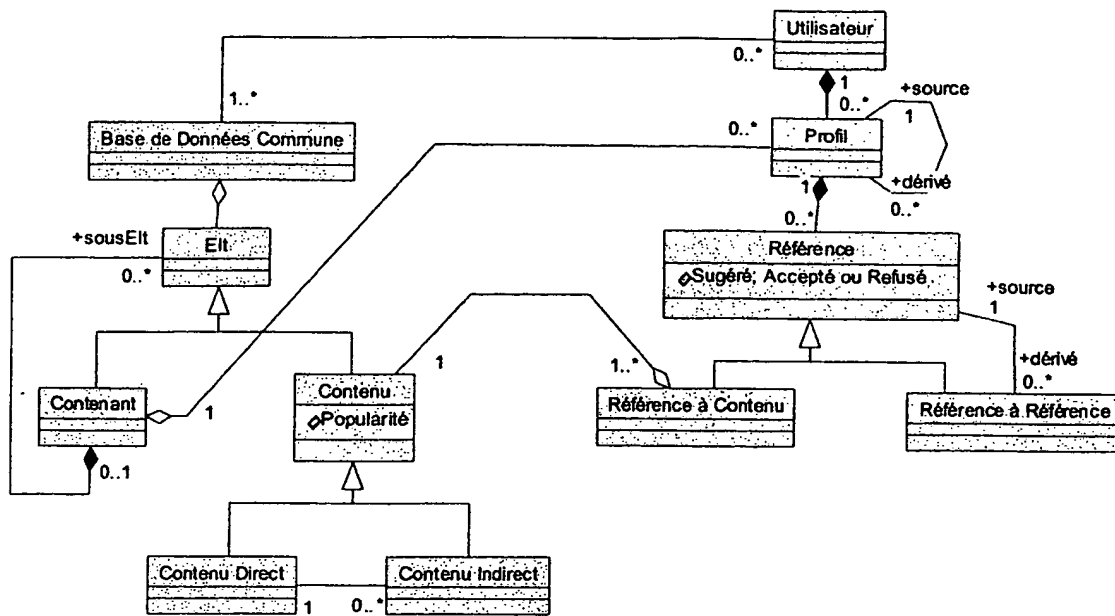 Utilisateur
0..*
1
+source
0..*
1
1..*
Base de Données Commune
0..*
Profil
+dérivé
1
0..*
0..*
+sousElt
Elt
0..*
Référence
Sugéré; Accepté ou Refusé
+source
1
1
1..*
+dérivé
0..*
Contenant
1
Contenu
Popularité
Référence à Contenu
Référence à Référence
0..1
Contenu Direct
Contenu Indirect
1
0..*